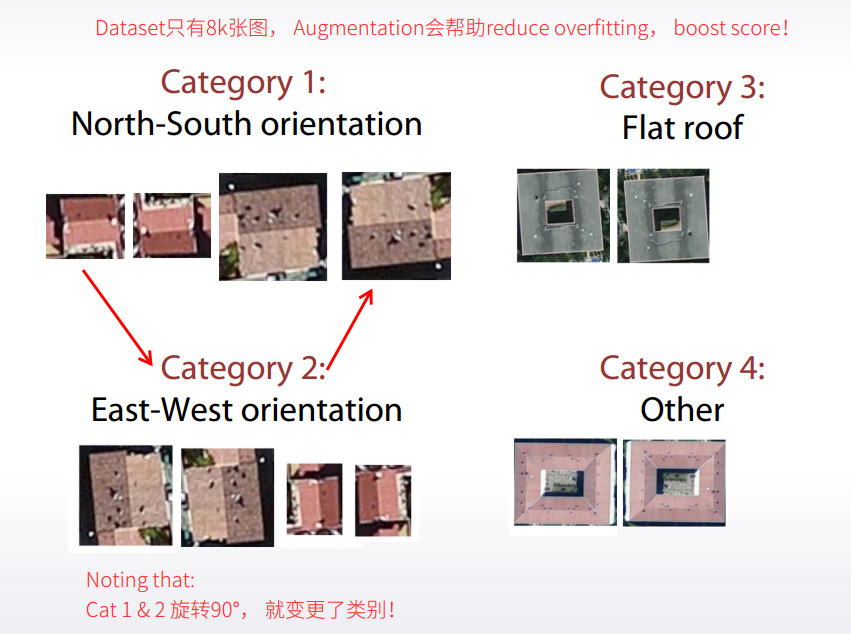 Dataset只有8k张图， Augmentation会帮助reduce overfitting， boost score！
Category 1:
North-South orientation
Category 3:
Flat roof
Category 2:
East-West orientation
Category 4:
Other
Noting that:
Cat 1 & 2 旋转90°， 就变更了类别！